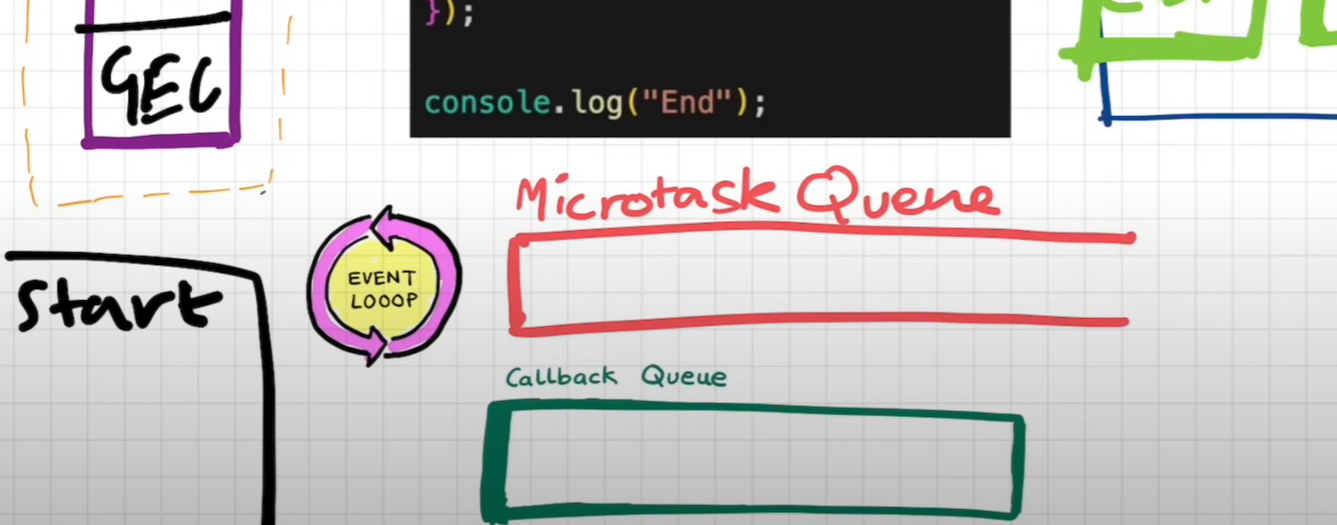 });
GEC
console.log("End");
Microtask Queue
EVENT
LOOOP
Start
Callback Queue